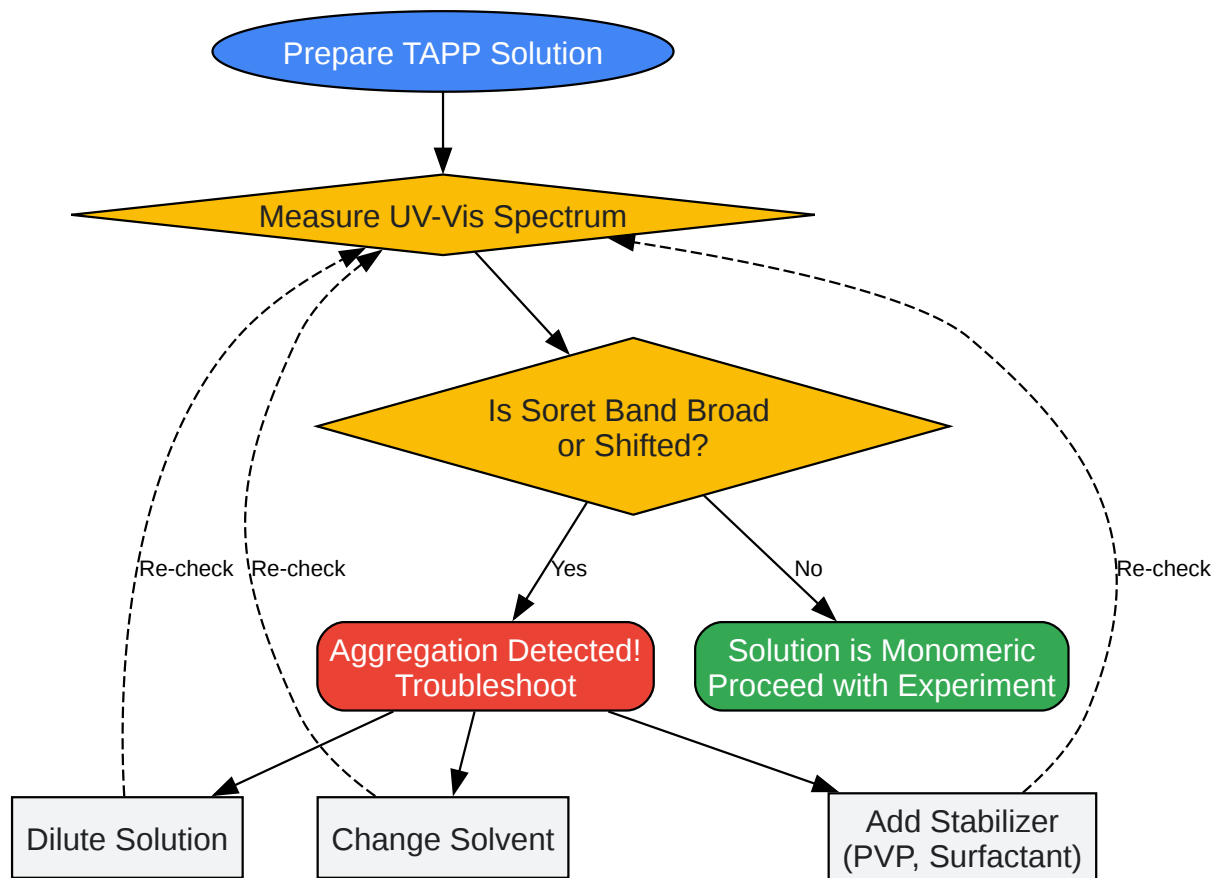 Prepare TAPP Solution
Measure UV-Vis Spectrum
Is Soret Band Broad
or Shifted?
Re-check
Re-check
Yes
No
Re-check
Aggregation Detected!
Troubleshoot
Solution is Monomeric
Proceed with Experiment
Dilute Solution
Change Solvent
Add Stabilizer
(PVP, Surfactant)